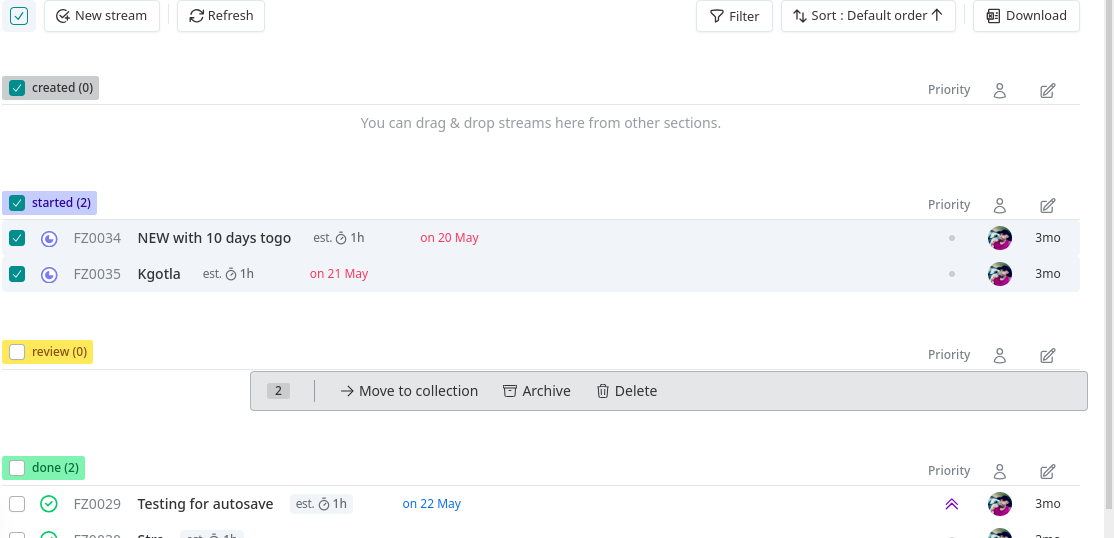 New stream Refresh Filter Sort : Default order Download
created (0) Priority
You can drag & drop streams here from other sections.
started (2) Priority
FZ0034 NEW with 10 days togo est. 1h on 20 May 3mo
FZ0035 Kgotla est. 1h on 21 May 3mo
review (0) Priority
2 Move to collection Archive Delete
done (2) Priority
FZ0029 Testing for autosave est. 1h on 22 May 3mo